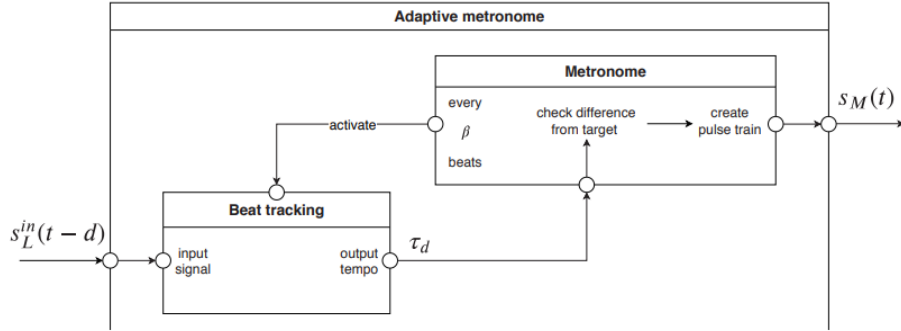 Adaptive metronome
Metronome
every
β
beats
check difference
from target
create
pulse train
s_M(t)
activate
Beat tracking
s_L^{in}(t − d)
input
signal
output
tempo
τ_d